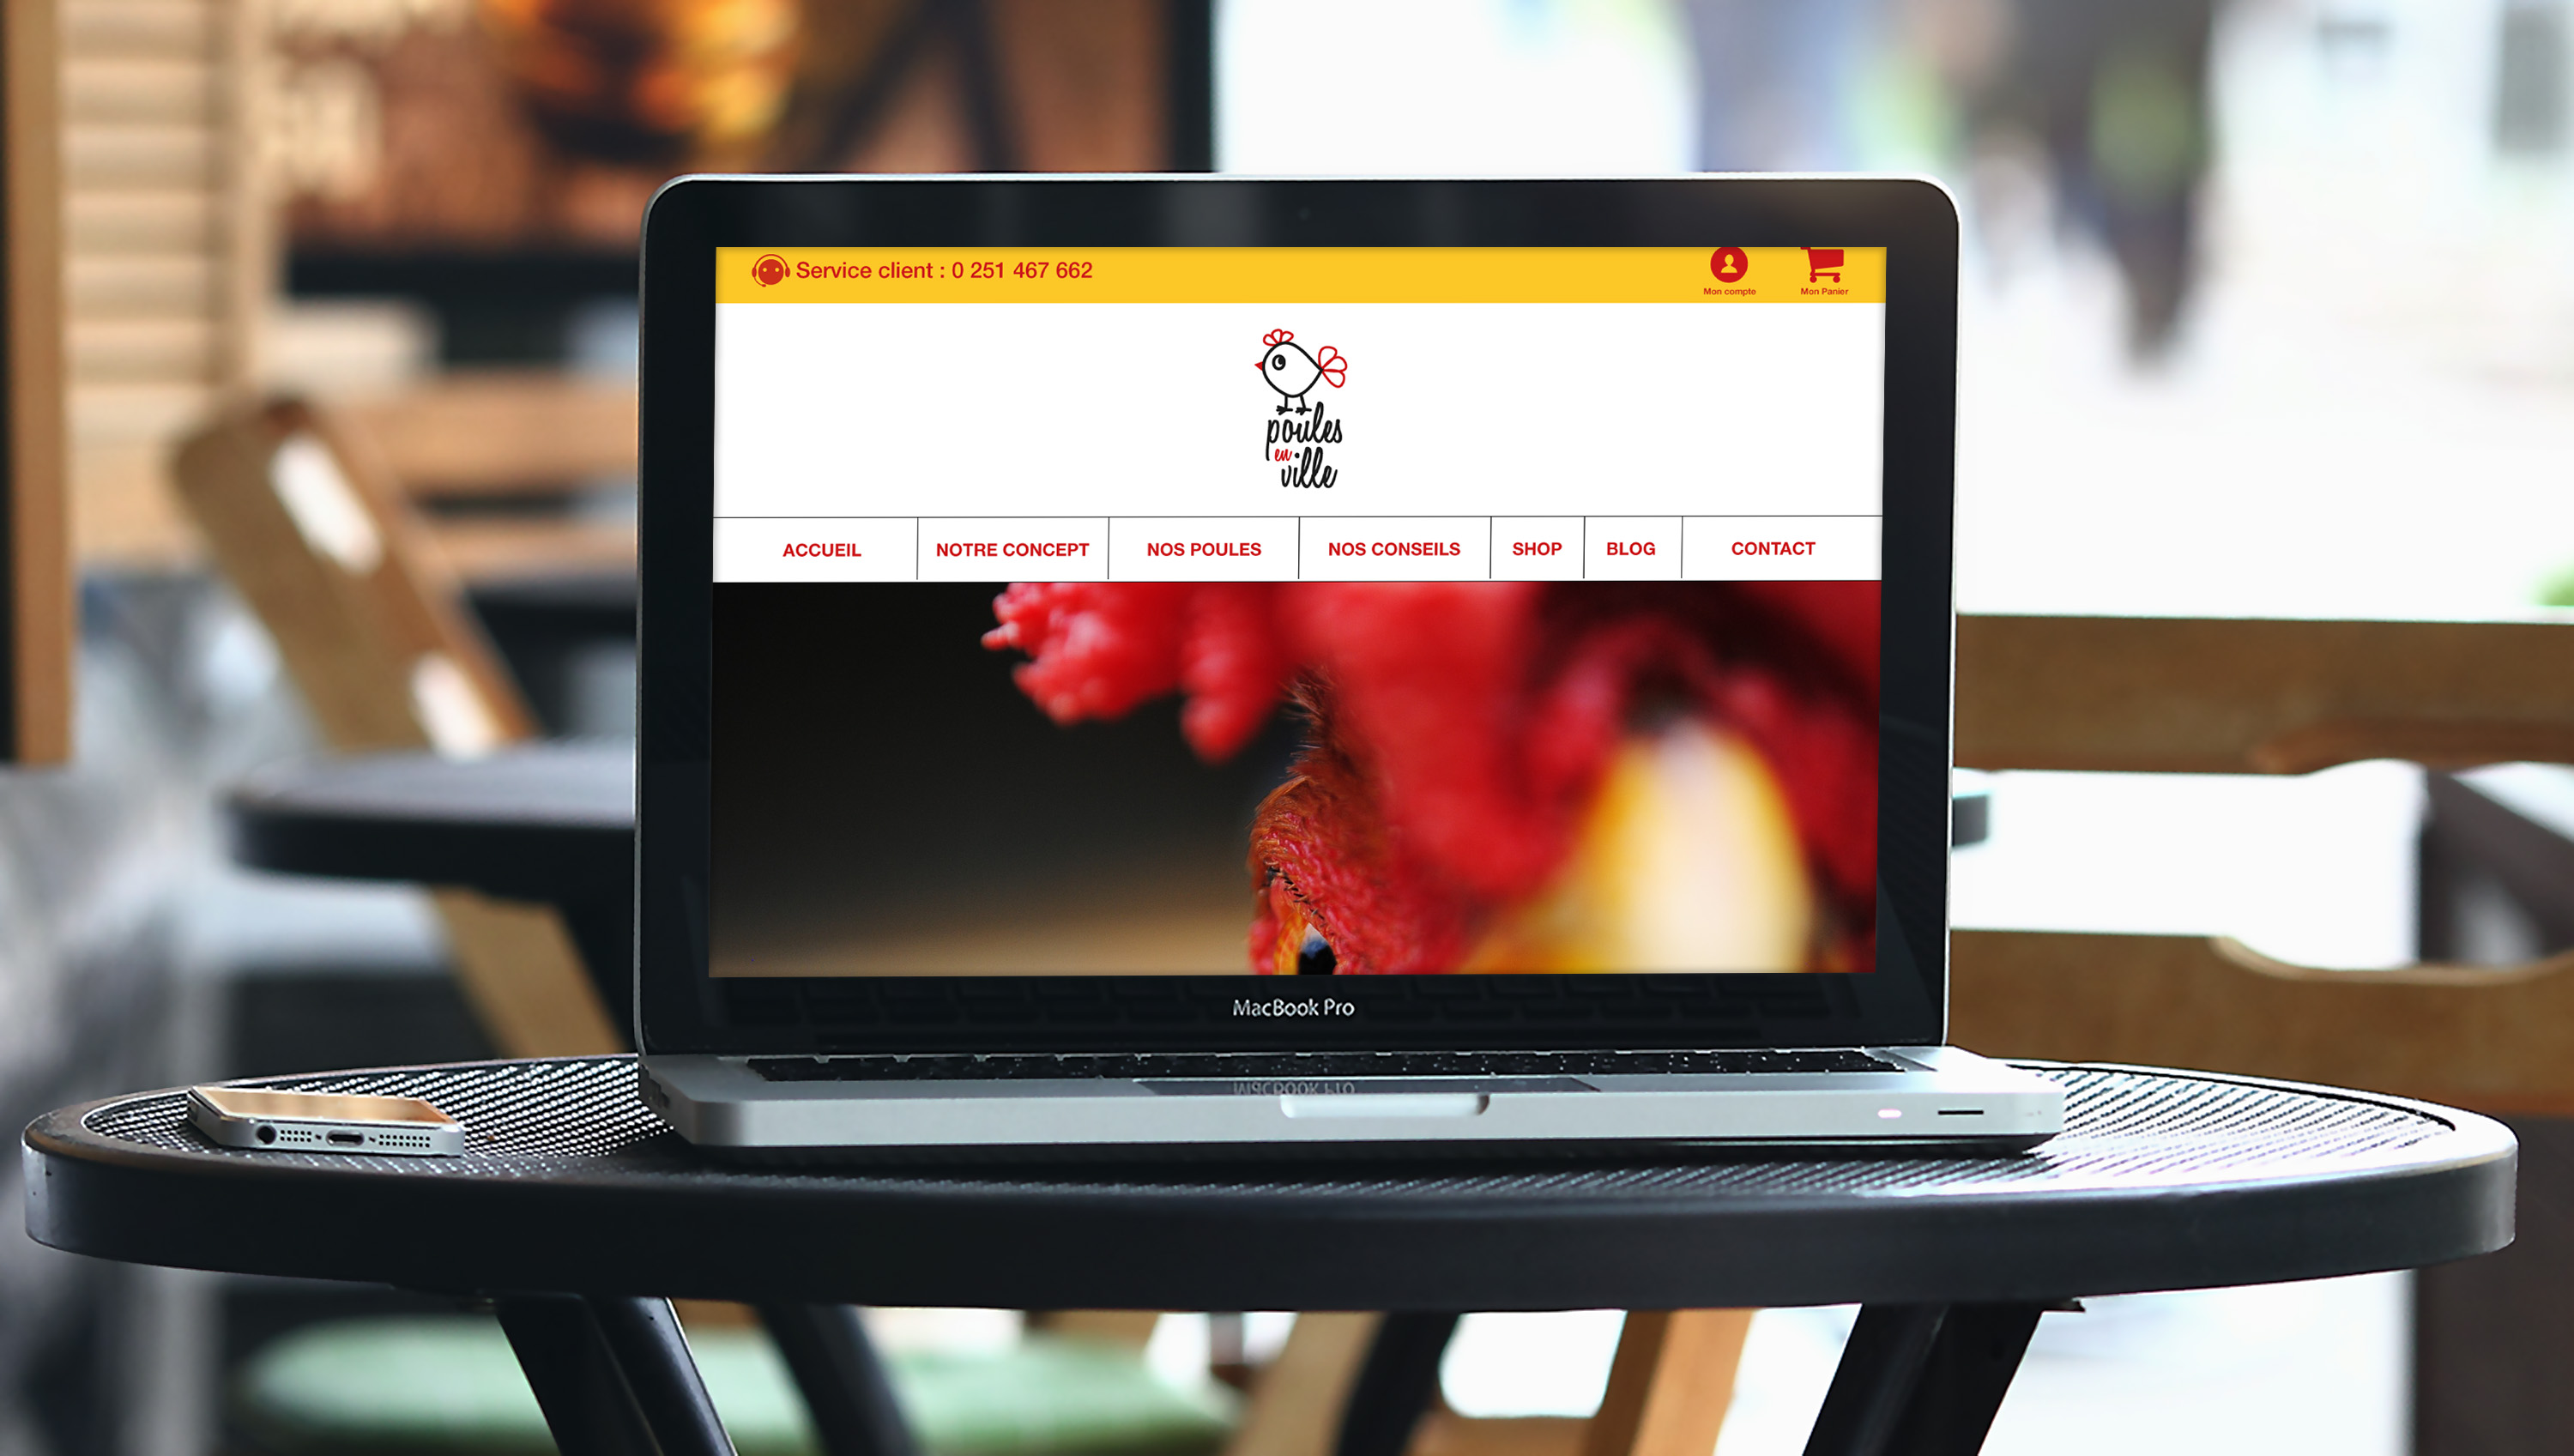 Service client : 0 251 467 662
Mon compte
Mon Panier
poules
en
ville
ACCUEIL
NOTRE CONCEPT
NOS POULES
NOS CONSEILS
SHOP
BLOG
CONTACT
MacBook Pro